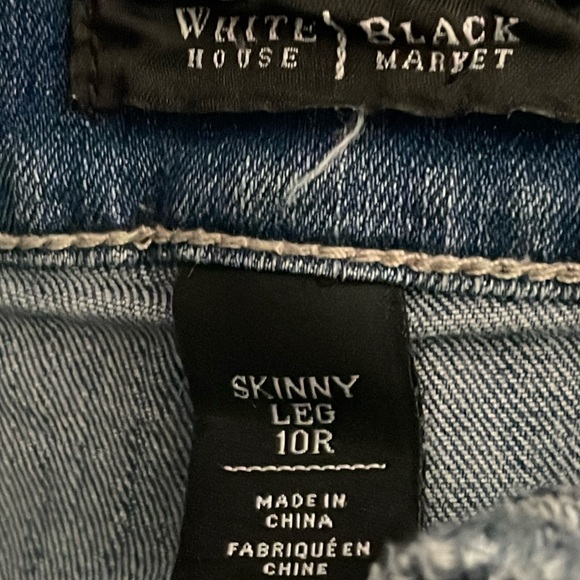 WHITE BLACK
HOUSE MARKET
SKINNY
LEG
10R
MADE IN
CHINA
FABRIQUÉ EN
CHINE